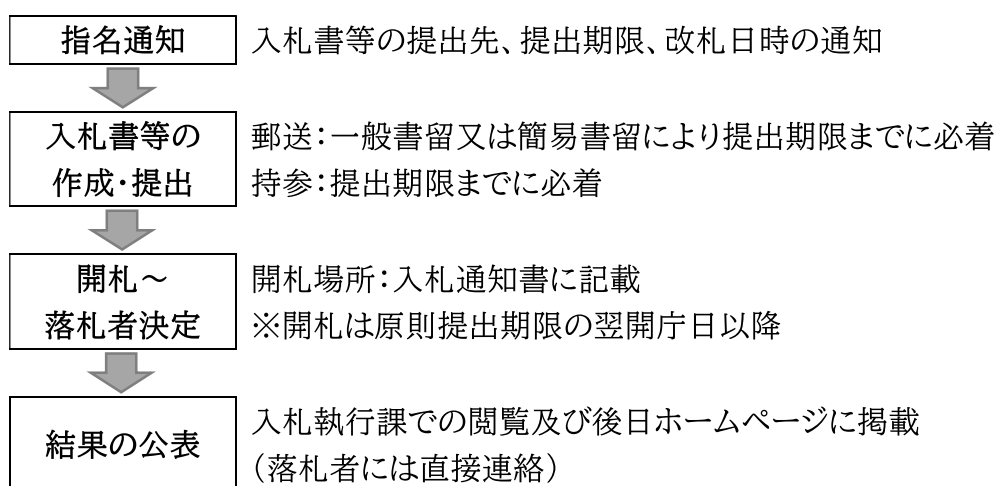 指名通知
入札書等の提出先、提出期限、改札日時の通知
入札書等の
作成・提出
郵送：一般書留又は簡易書留により提出期限までに必着
持参：提出期限までに必着
開札～
落札者決定
開札場所：入札通知書に記載
※開札は原則提出期限の翌開庁日以降
結果の公表
入札執行課での閲覧及び後日ホームページに掲載
（落札者には直接連絡）